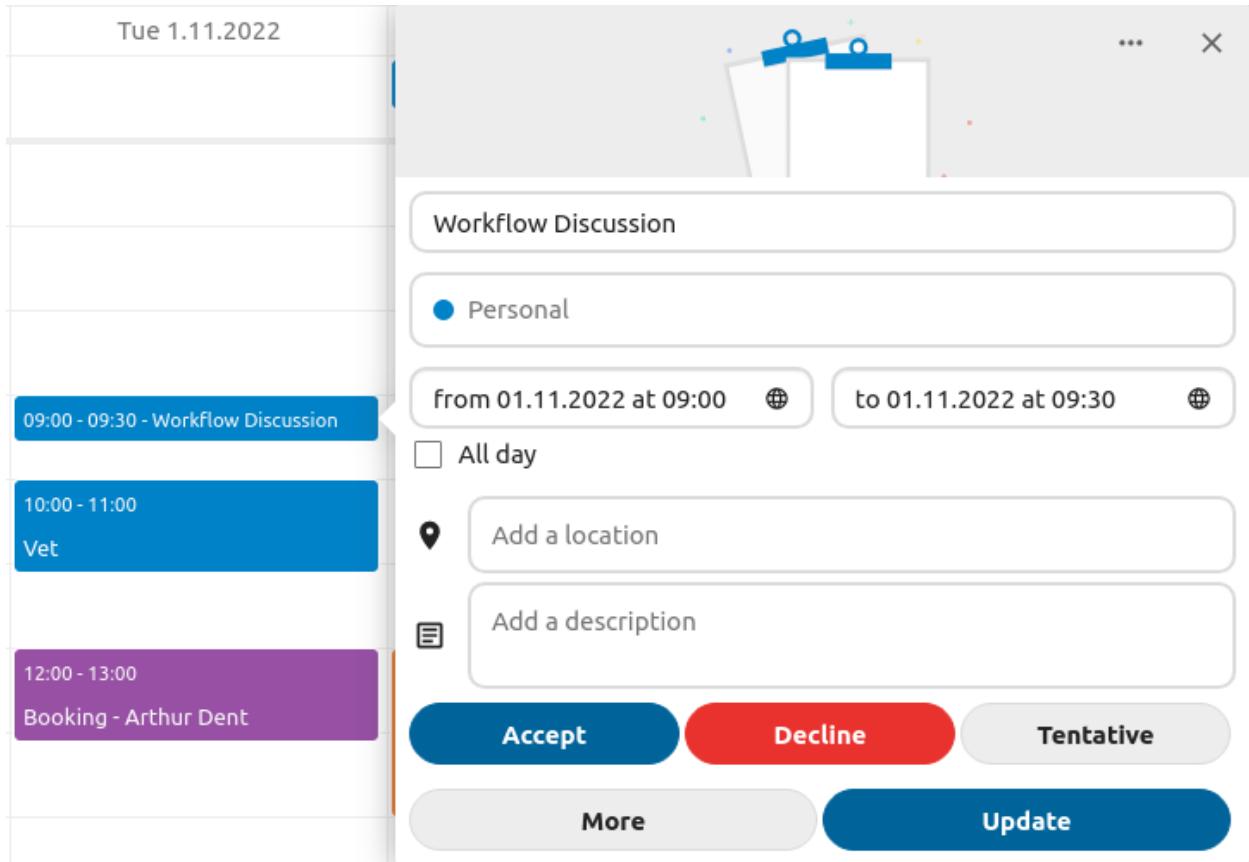 Tue 1.11.2022
09:00 - 09:30 - Workflow Discussion
10:00 - 11:00
Vet
12:00 - 13:00
Booking - Arthur Dent
Workflow Discussion
Personal
from 01.11.2022 at 09:00
to 01.11.2022 at 09:30
All day
Add a location
Add a description
Accept
Decline
Tentative
More
Update